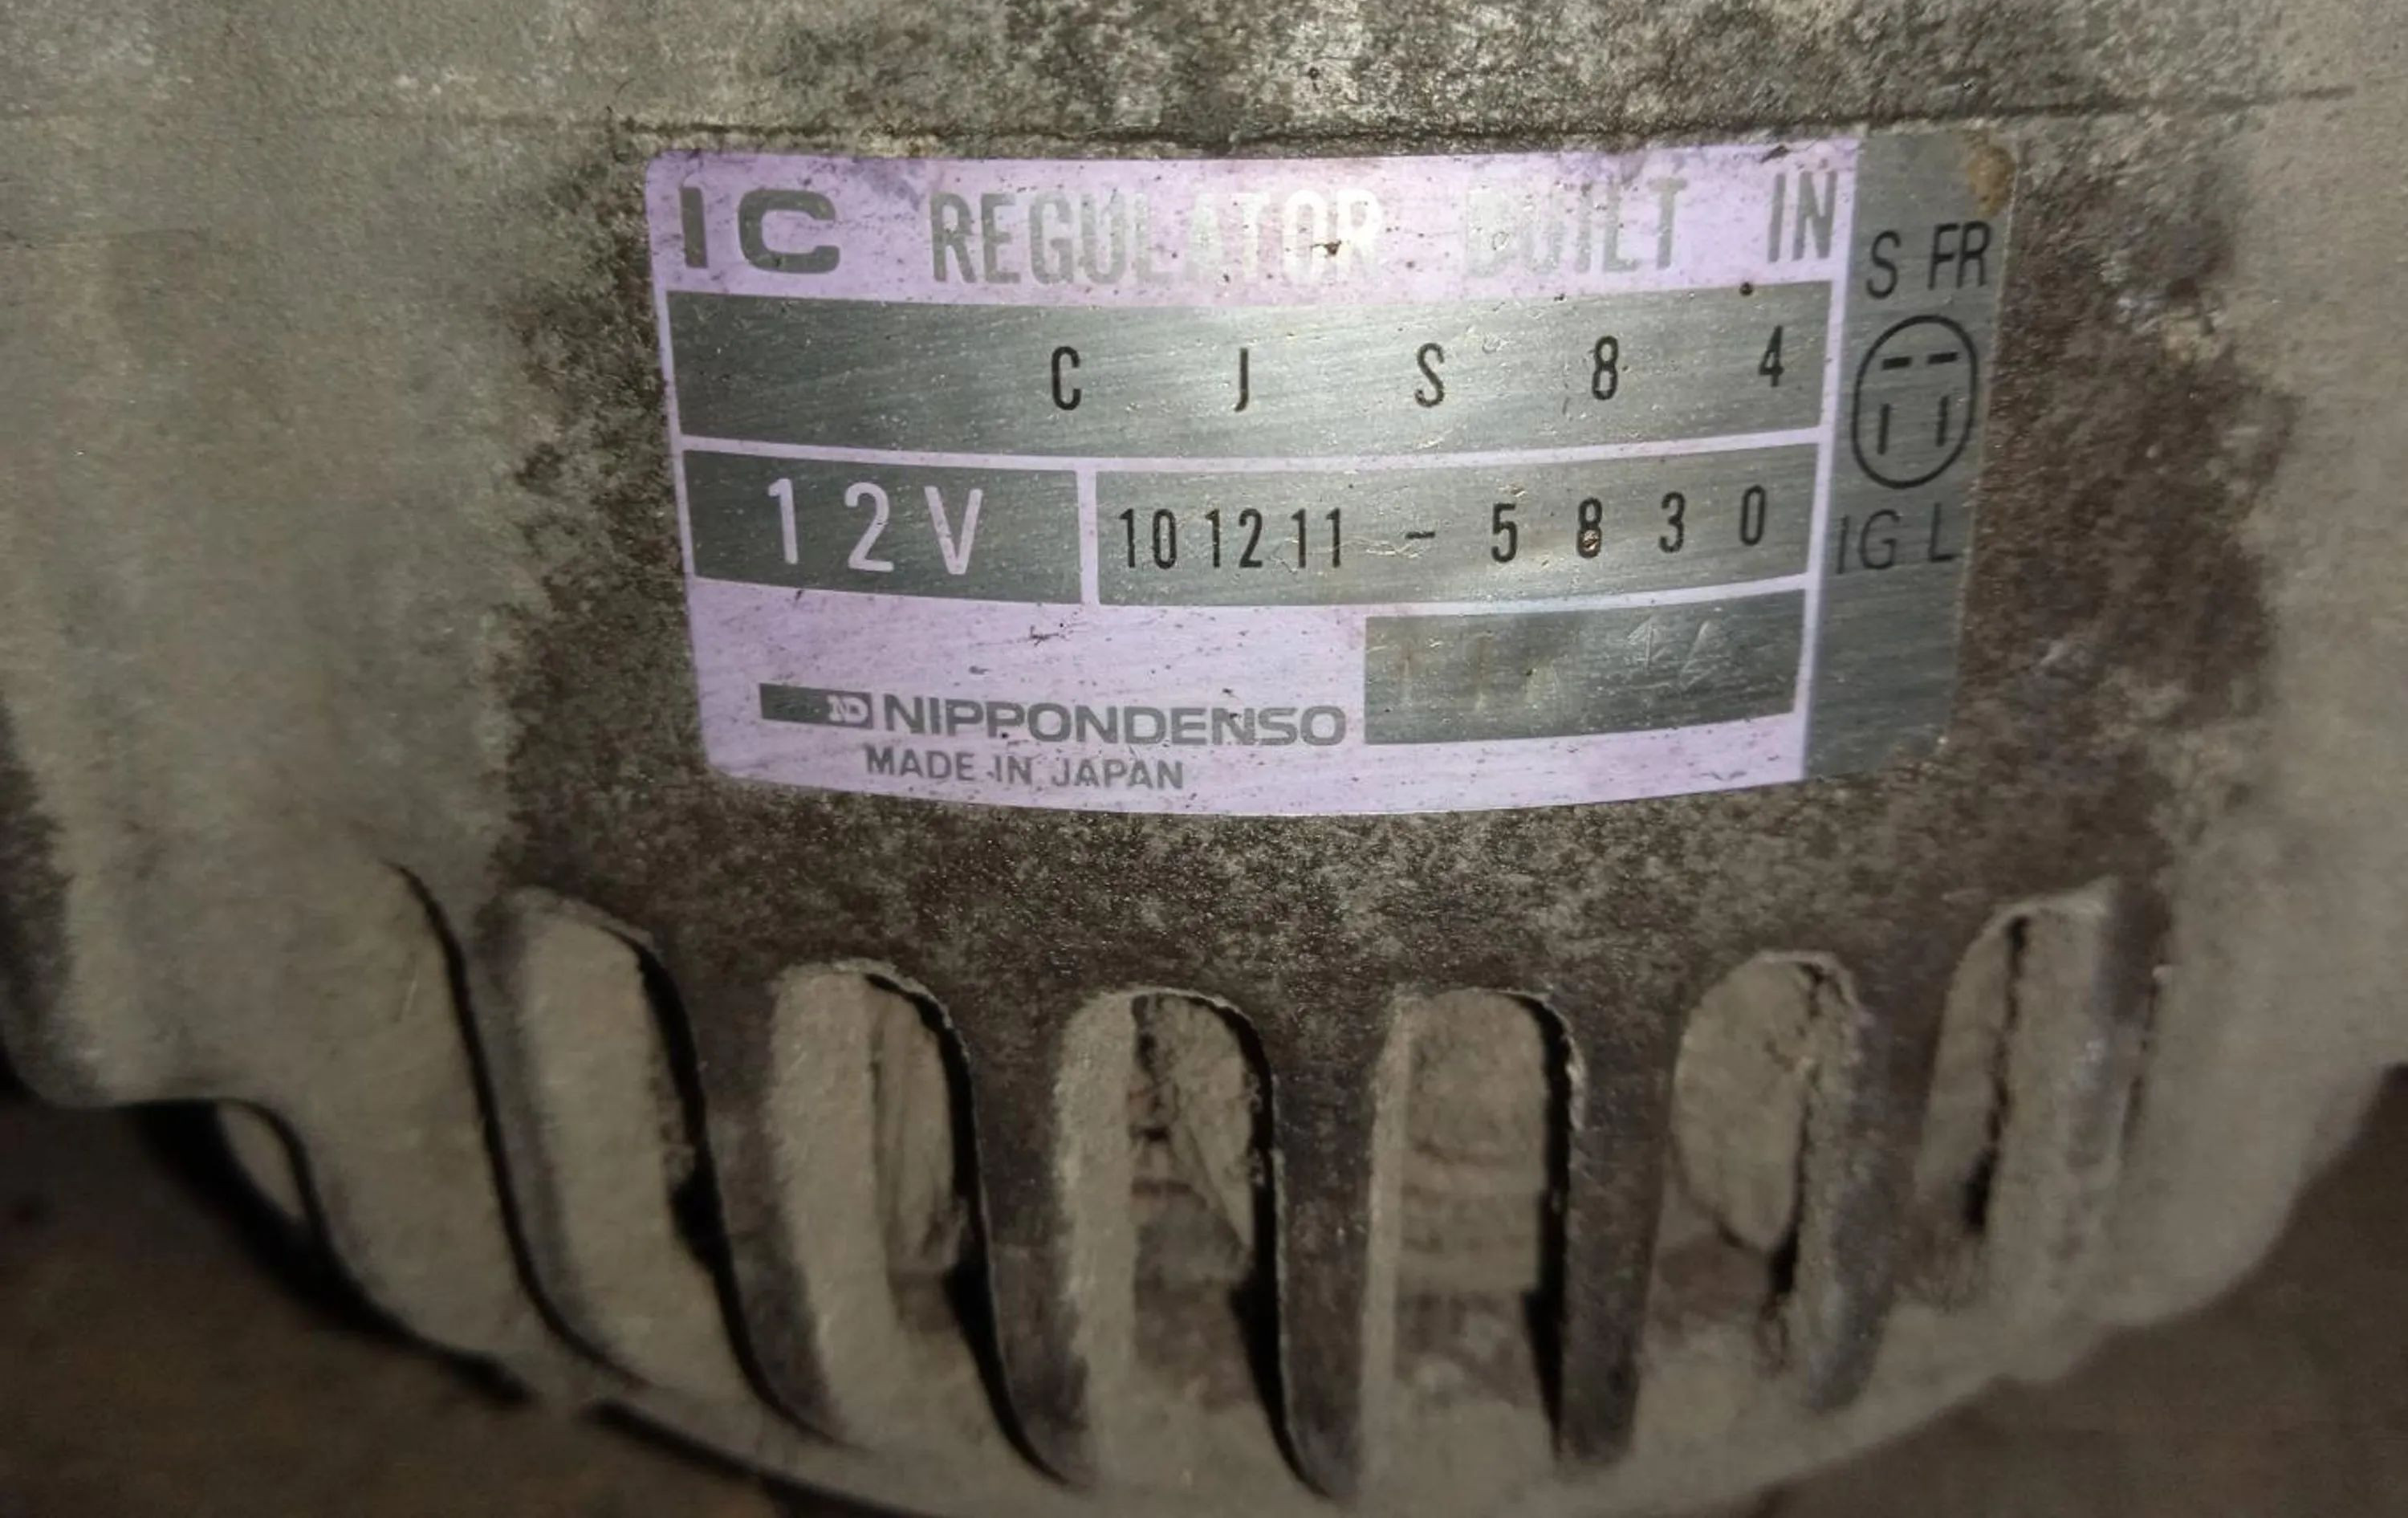 IC REGULATOR BUILT IN
S FR
C J S 8 4
12V
101211-5830
IG L
ND NIPPONDENSO
MADE IN JAPAN